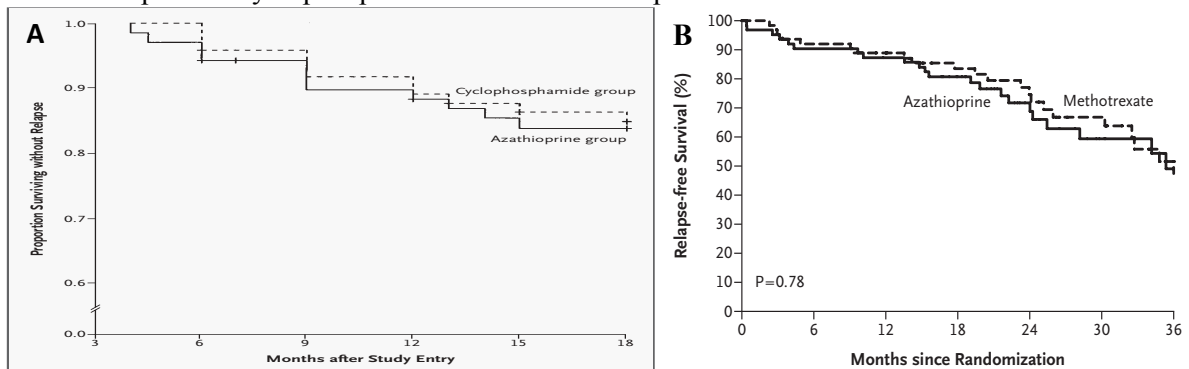 A
Proportion Surviving without Relapse
1.0
0.9
0.8
0.7
0.6
0.0
3 6 9 12 15 18
Months after Study Entry
Cyclophosphamide group
Azathioprine group
B
Relapse-free Survival (%)
100
90
80
70
60
50
40
30
20
10
0
0 6 12 18 24 30 36
Months since Randomization
Azathioprine
Methotrexate
P=0.78